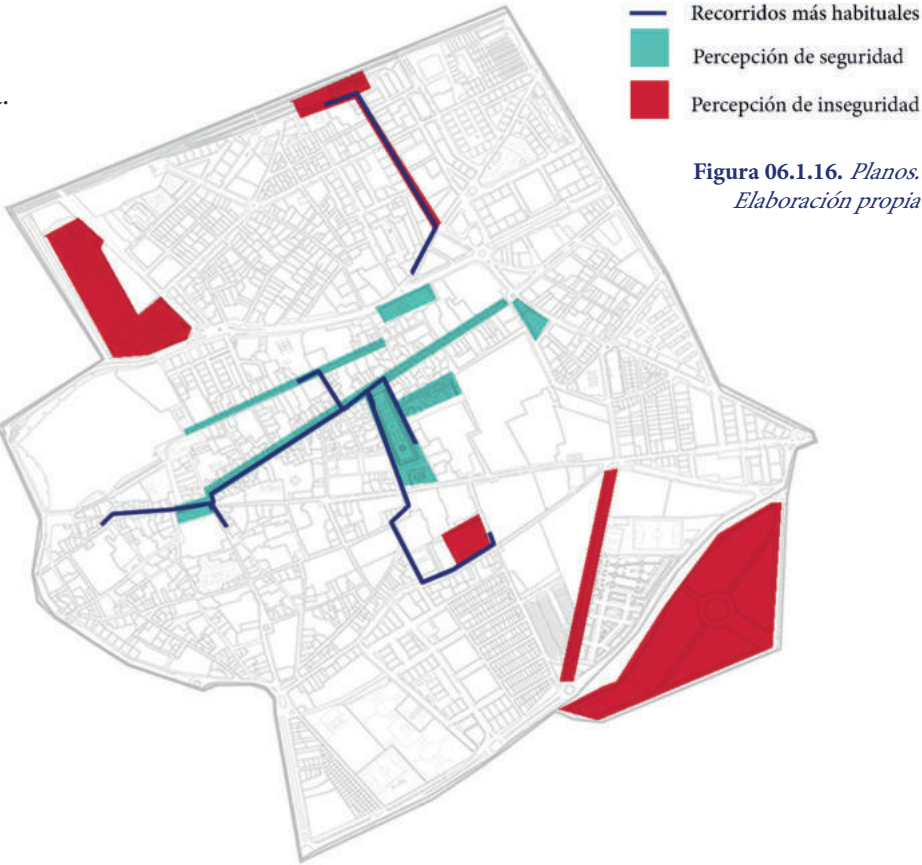 Recorridos más habituales
Percepción de seguridad
Percepción de inseguridad
Figura 06.1.16. Planos.
Elaboración propia